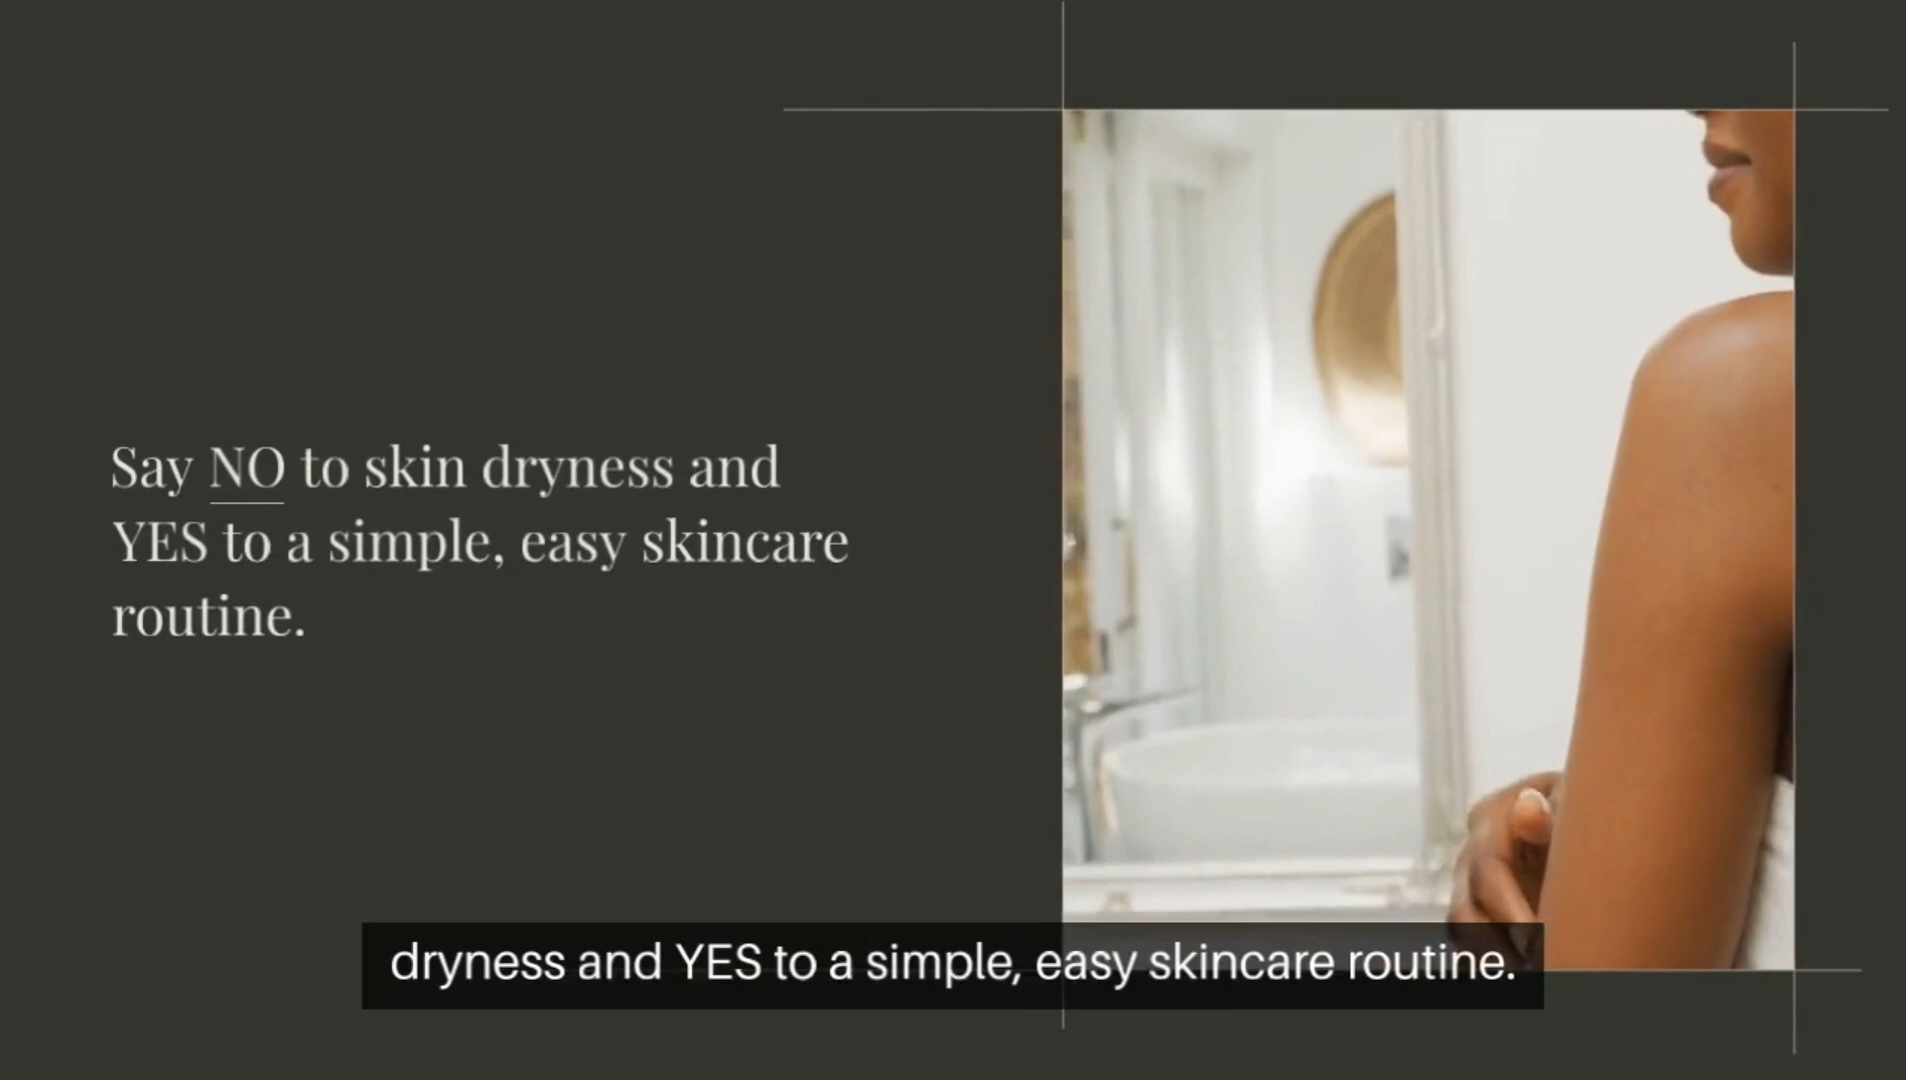 Say NO to skin dryness and
YES to a simple, easy skincare
routine.
dryness and YES to a simple, easy skincare routine.